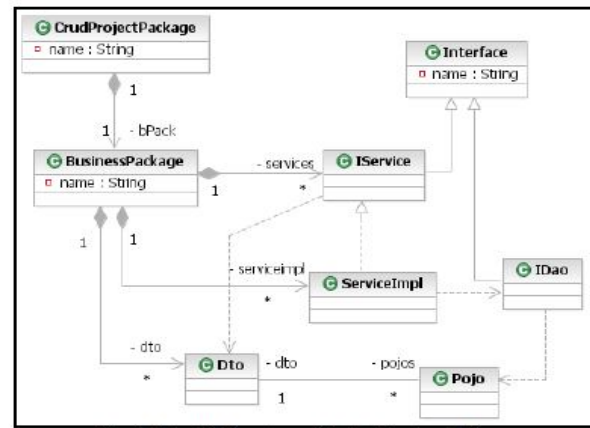 CrudProjectPackage
name : String
1
1 - bPack
BusinessPackage
name : String
1
- services
*
IService
Interface
name : String
1
1
- serviceimpl
*
ServiceImpl
IDao
- dto
*
Dto
- dto
1
- pojos
*
Pojo